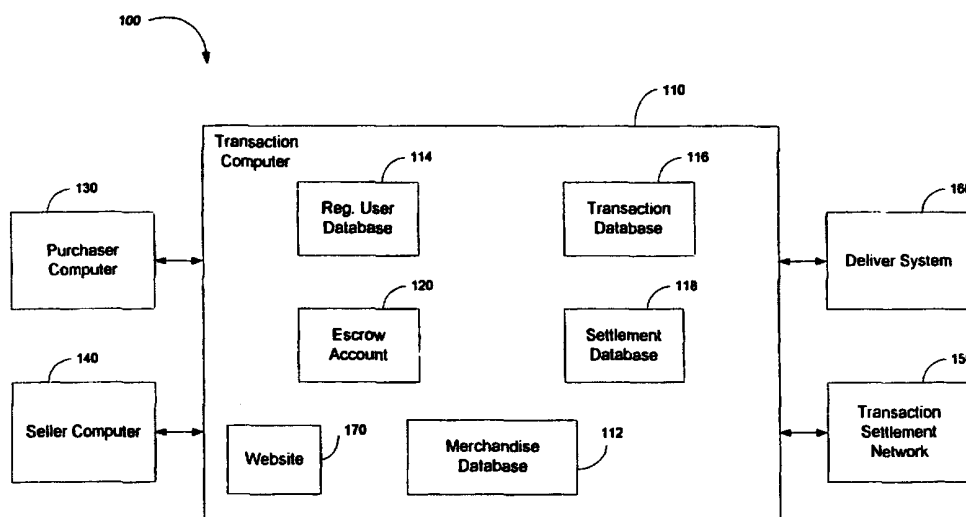 100
110
Transaction
Computer
114
116
130
160
Reg. User
Database
Transaction
Database
Purchaser
Computer
Deliver System
120
118
Escrow
Account
Settlement
Database
140
Seller Computer
Transaction
Settlement
Network
170
112
Website
Merchandise
Database